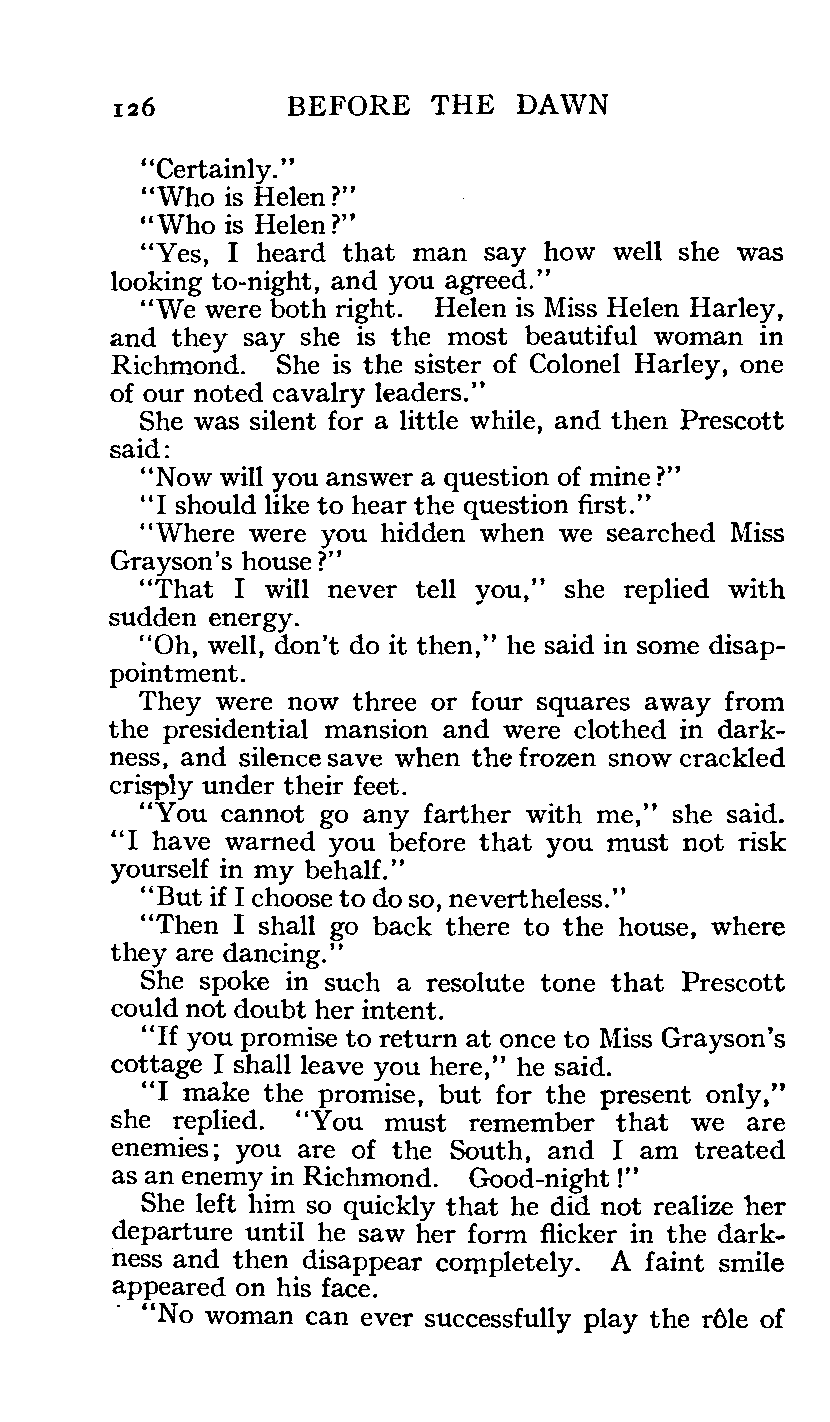 126 BEFORE THE DAWN
"Certainly."
"Who is Helen?"
"Who is Helen?"
"Yes, I heard that man say how well she was
looking to-night, and you agreed."
"We were both right. Helen is Miss Helen Harley,
and they say she is the most beautiful woman in
Richmond. She is the sister of Colonel Harley, one
of our noted cavalry leaders."
She was silent for a little while, and then Prescott
said:
"Now will you answer a question of mine?"
"I should like to hear the question first."
"Where were you hidden when we searched Miss
Grayson's house?"
"That I will never tell you," she replied with
sudden energy.
"Oh, well, don't do it then," he said in some disap-
pointment.
They were now three or four squares away from
the presidential mansion and were clothed in dark-
ness, and silence save when the frozen snow crackled
crisply under their feet.
"You cannot go any farther with me," she said.
"I have warned you before that you must not risk
yourself in my behalf."
"But if I choose to do so, nevertheless."
"Then I shall go back there to the house, where
they are dancing."
She spoke in such a resolute tone that Prescott
could not doubt her intent.
"If you promise to return at once to Miss Grayson's
cottage I shall leave you here," he said.
"I make the promise, but for the present only,"
she replied. "You must remember that we are
enemies; you are of the South, and I am treated
as an enemy in Richmond. Good-night!"
She left him so quickly that he did not realize her
departure until he saw her form flicker in the dark-
ness and then disappear completely. A faint smile
appeared on his face.
"No woman can ever successfully play the rôle of